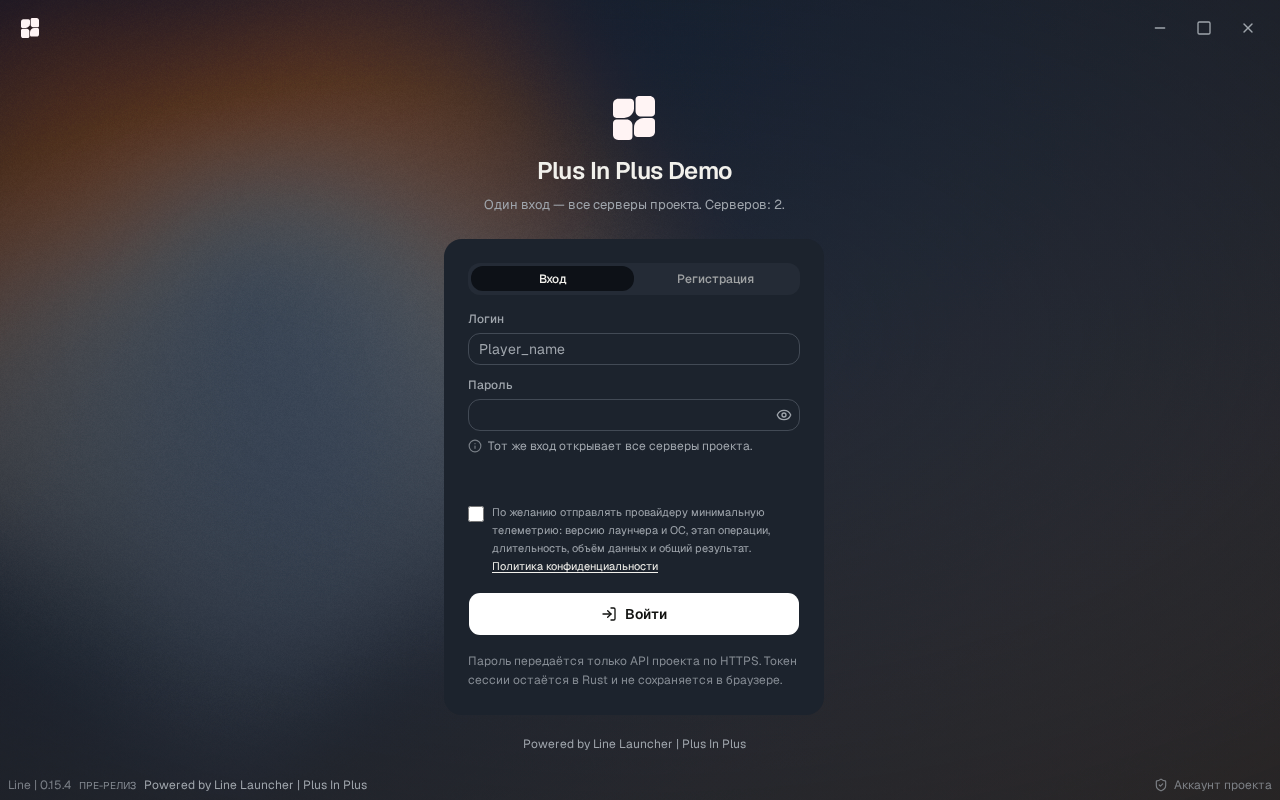 Plus In Plus Demo
Один вход — все серверы проекта. Серверов: 2.
Вход
Регистрация
Логин
Player_name
Пароль
Тот же вход открывает все серверы проекта.
По желанию отправлять провайдеру минимальную
телеметрию: версию лаунчера и ОС, этап операции,
длительность, объём данных и общий результат.
Политика конфиденциальности
Войти
Пароль передаётся только API проекта по HTTPS. Токен
сессии остаётся в Rust и не сохраняется в браузере.
Powered by Line Launcher | Plus In Plus
Line | 0.15.4 ПРЕ-РЕЛИЗ Powered by Line Launcher | Plus In Plus
Аккаунт проекта